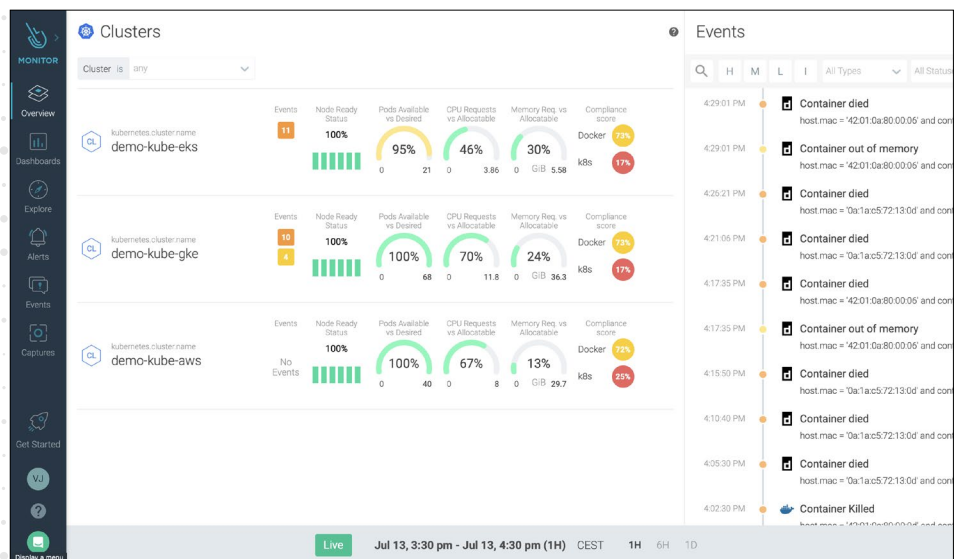 MONITOR
Overview
Dashboards
Explore
Alerts
Events
Captures
Get Started
VJ
?
Display a menu
Clusters
?
Cluster is any
Events
Node Ready
Status
Pods Available
vs Desired
CPU Requests
vs Allocatable
Memory Req. vs
Allocatable
Compliance
score
CL
kubernetes.cluster.name
demo-kube-eks
11
100%
95%
0 21
46%
0 3.86
30%
0 GiB 5.58
Docker 73%
k8s 17%
Events
Node Ready
Status
Pods Available
vs Desired
CPU Requests
vs Allocatable
Memory Req. vs
Allocatable
Compliance
score
CL
kubernetes.cluster.name
demo-kube-gke
10
4
100%
100%
0 68
70%
0 11.8
24%
0 GiB 36.3
Docker 73%
k8s 17%
Events
Node Ready
Status
Pods Available
vs Desired
CPU Requests
vs Allocatable
Memory Req. vs
Allocatable
Compliance
score
CL
kubernetes.cluster.name
demo-kube-aws
No
Events
100%
100%
0 40
67%
0 8
13%
0 GiB 29.7
Docker 72%
k8s 25%
Events
H M L I All Types All Status
4:29:01 PM Container died
host.mac = '42:01:0a:80:00:06' and con
4:29:01 PM Container out of memory
host.mac = '42:01:0a:80:00:06' and con
4:26:21 PM Container died
host.mac = '0a:1a:c5:72:13:0d' and con
4:21:06 PM Container died
host.mac = '0a:1a:c5:72:13:0d' and con
4:17:35 PM Container died
host.mac = '42:01:0a:80:00:05' and con
4:17:35 PM Container out of memory
host.mac = '42:01:0a:80:00:05' and con
4:15:50 PM Container died
host.mac = '0a:1a:c5:72:13:0d' and con
4:10:40 PM Container died
host.mac = '0a:1a:c5:72:13:0d' and con
4:05:30 PM Container died
host.mac = '0a:1a:c5:72:13:0d' and con
4:02:30 PM Container Killed
Live Jul 13, 3:30 pm - Jul 13, 4:30 pm (1H) CEST 1H 6H 1D